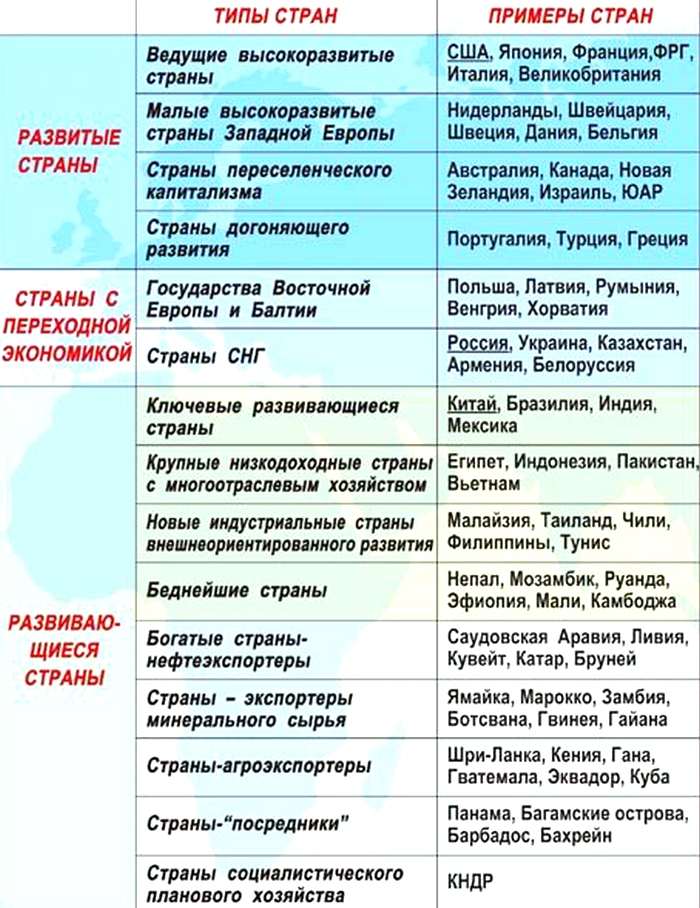 ТИПЫ СТРАН
ПРИМЕРЫ СТРАН
РАЗВИТЫЕ
СТРАНЫ
Ведущие высокоразвитые
страны
США, Япония, Франция,ФРГ,
Италия, Великобритания
Малые высокоразвитые
страны Западной Европы
Нидерланды, Швейцария,
Швеция, Дания, Бельгия
Страны переселенческого
капитализма
Австралия, Канада, Новая
Зеландия, Израиль, ЮАР
Страны догоняющего
развития
Португалия, Турция, Греция
СТРАНЫ С
ПЕРЕХОДНОЙ
ЭКОНОМИКОЙ
Государства Восточной
Европы и Балтии
Польша, Латвия, Румыния,
Венгрия, Хорватия
Страны СНГ
Россия, Украина, Казахстан,
Армения, Белоруссия
РАЗВИВАЮ-
ЩИЕСЯ
СТРАНЫ
Ключевые развивающиеся
страны
Китай, Бразилия, Индия,
Мексика
Крупные низкодоходные страны
с многоотраслевым хозяйством
Египет, Индонезия, Пакистан,
Вьетнам
Новые индустриальные страны
внешнеориентированного развития
Малайзия, Таиланд, Чили,
Филиппины, Тунис
Беднейшие страны
Непал, Мозамбик, Руанда,
Эфиопия, Мали, Камбоджа
Богатые страны-
нефтеэкспортеры
Саудовская Аравия, Ливия,
Кувейт, Катар, Бруней
Страны – экспортеры
минерального сырья
Ямайка, Марокко, Замбия,
Ботсвана, Гвинея, Гайана
Страны-агроэкспортеры
Шри-Ланка, Кения, Гана,
Гватемала, Эквадор, Куба
Страны-“посредники”
Панама, Багамские острова,
Барбадос, Бахрейн
Страны социалистического
планового хозяйства
КНДР